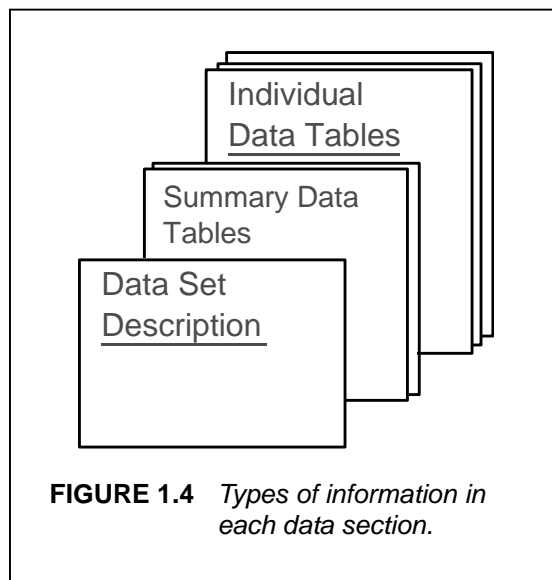 Individual
Data Tables
Summary Data
Tables
Data Set
Description
FIGURE 1.4 Types of information in
each data section.